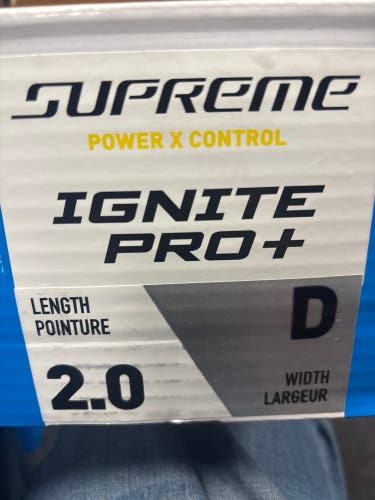 SUPREME
POWER X CONTROL
IGNITE
PRO+
LENGTH
POINTURE
2.0
D
WIDTH
LARGEUR